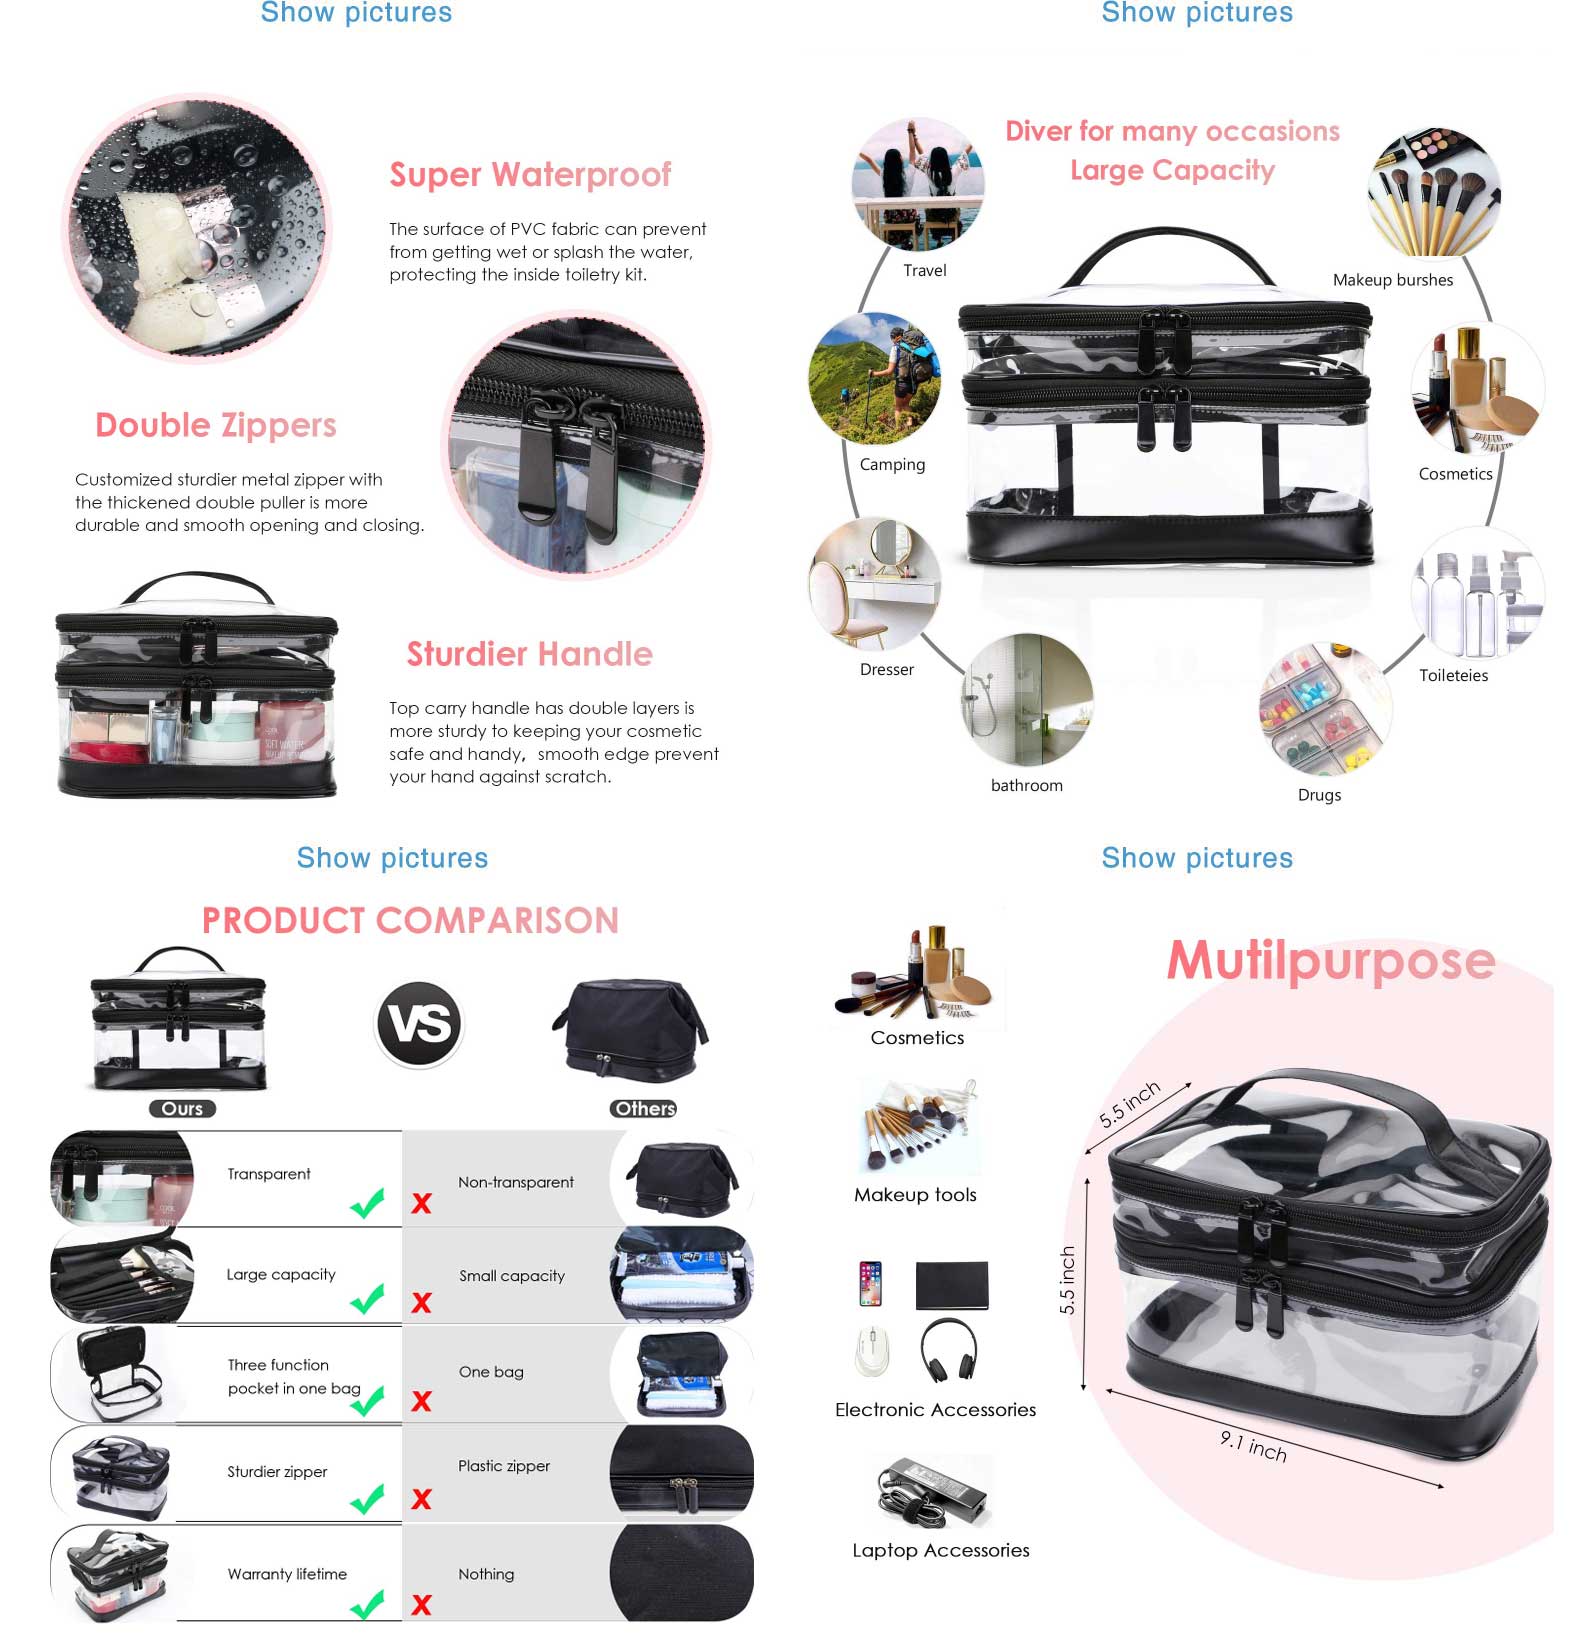 Show pictures
Super Waterproof
The surface of PVC fabric can prevent
from getting wet or splash the water,
protecting the inside toiletry kit.
Double Zippers
Customized sturdier metal zipper with
the thickened double puller is more
durable and smooth opening and closing.
Sturdier Handle
Top carry handle has double layers is
more sturdy to keeping your cosmetic
safe and handy, smooth edge prevent
your hand against scratch.
SOFT WATER
Show pictures
Diver for many occasions
Large Capacity
Travel
Makeup burshes
Camping
Cosmetics
Dresser
Toileteies
bathroom
Drugs
Show pictures
PRODUCT COMPARISON
VS
Ours
Others
Transparent
X
Non-transparent
Large capacity
X
Small capacity
Three function
pocket in one bag
X
One bag
Sturdier zipper
X
Plastic zipper
Warranty lifetime
X
Nothing
Show pictures
Mutilpurpose
Cosmetics
Makeup tools
Electronic Accessories
Laptop Accessories
5.5 inch
5.5 inch
9.1 inch